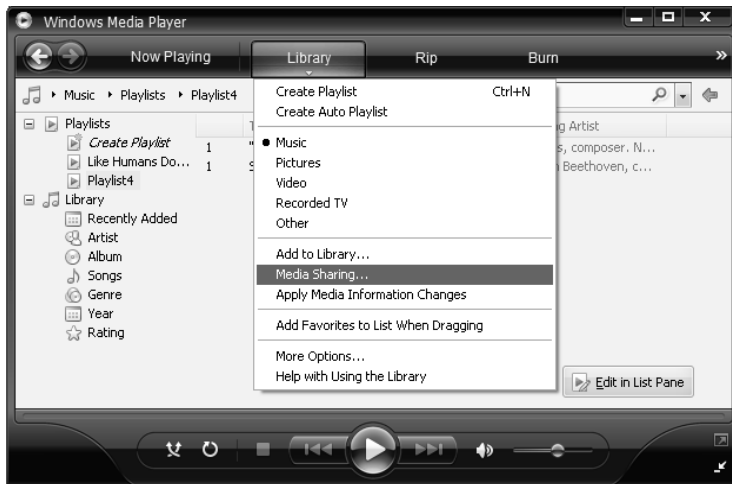 Windows Media Player
Now Playing Library Rip Burn »
Music Playlists Playlist4
Playlists
Create Playlist
Like Humans Do...
Playlist4
Library
Recently Added
Artist
Album
Songs
Genre
Year
Rating
1
1
Create Playlist Ctrl+N
Create Auto Playlist
Music
Pictures
Video
Recorded TV
Other
Add to Library...
Media Sharing...
Apply Media Information Changes
Add Favorites to List When Dragging
More Options...
Help with Using the Library
g Artist
s, composer. N...
Beethoven, c...
Edit in List Pane